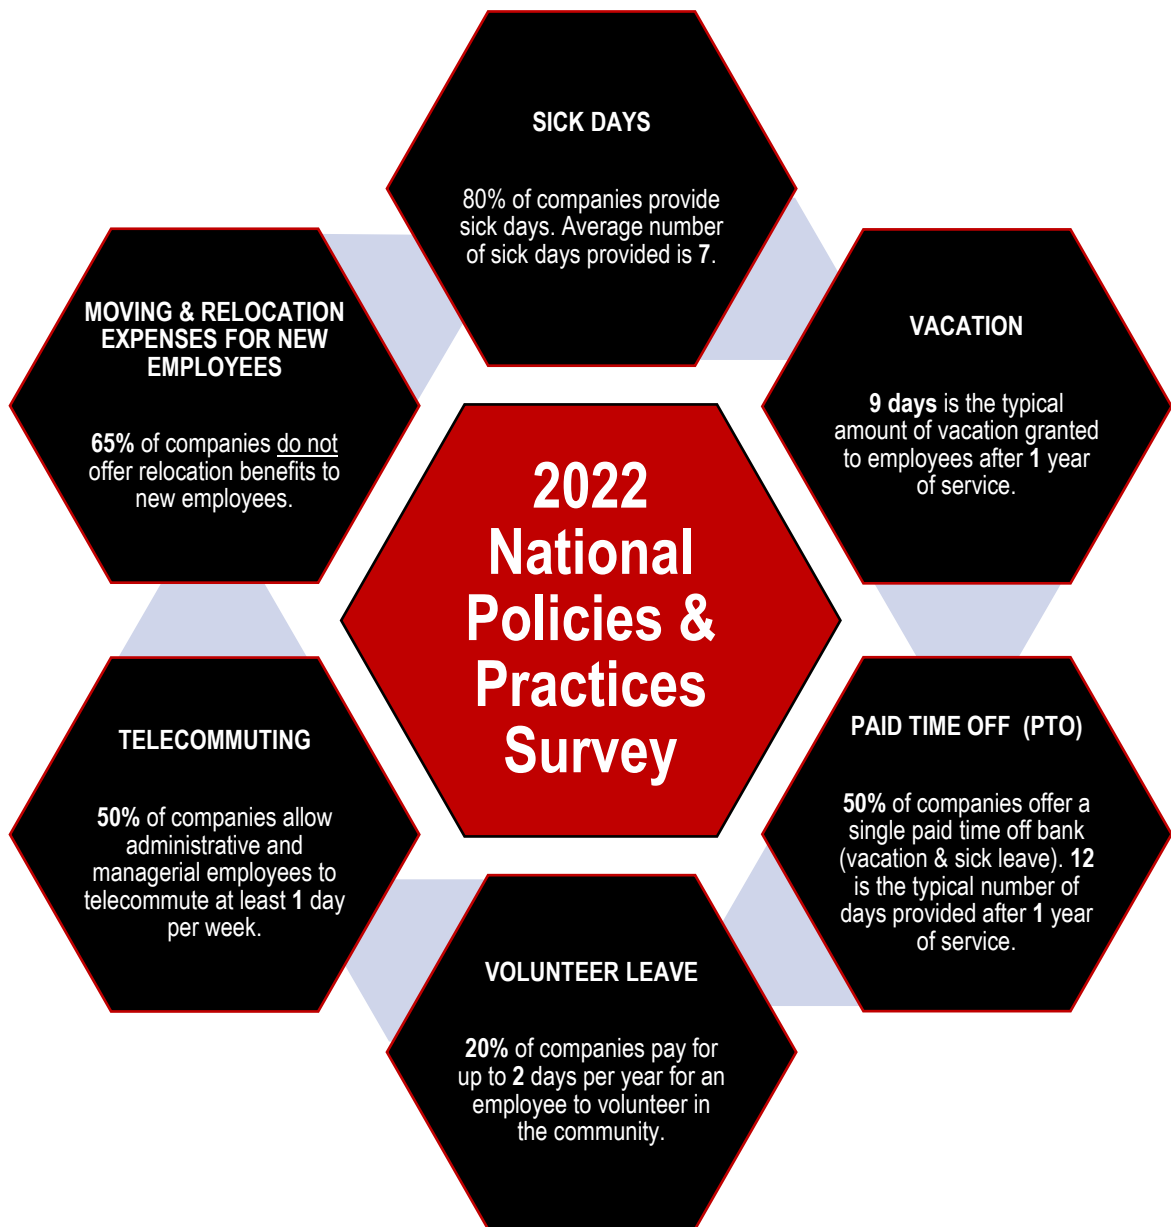 SICK DAYS
80% of companies provide
sick days. Average number
of sick days provided is 7.
VACATION
9 days is the typical
amount of vacation granted
to employees after 1 year
of service.
PAID TIME OFF (PTO)
50% of companies offer a
single paid time off bank
(vacation & sick leave). 12
is the typical number of
days provided after 1 year
of service.
VOLUNTEER LEAVE
20% of companies pay for
up to 2 days per year for an
employee to volunteer in
the community.
TELECOMMUTING
50% of companies allow
administrative and
managerial employees to
telecommute at least 1 day
per week.
MOVING & RELOCATION
EXPENSES FOR NEW
EMPLOYEES
65% of companies do not
offer relocation benefits to
new employees.
2022
National
Policies &
Practices
Survey